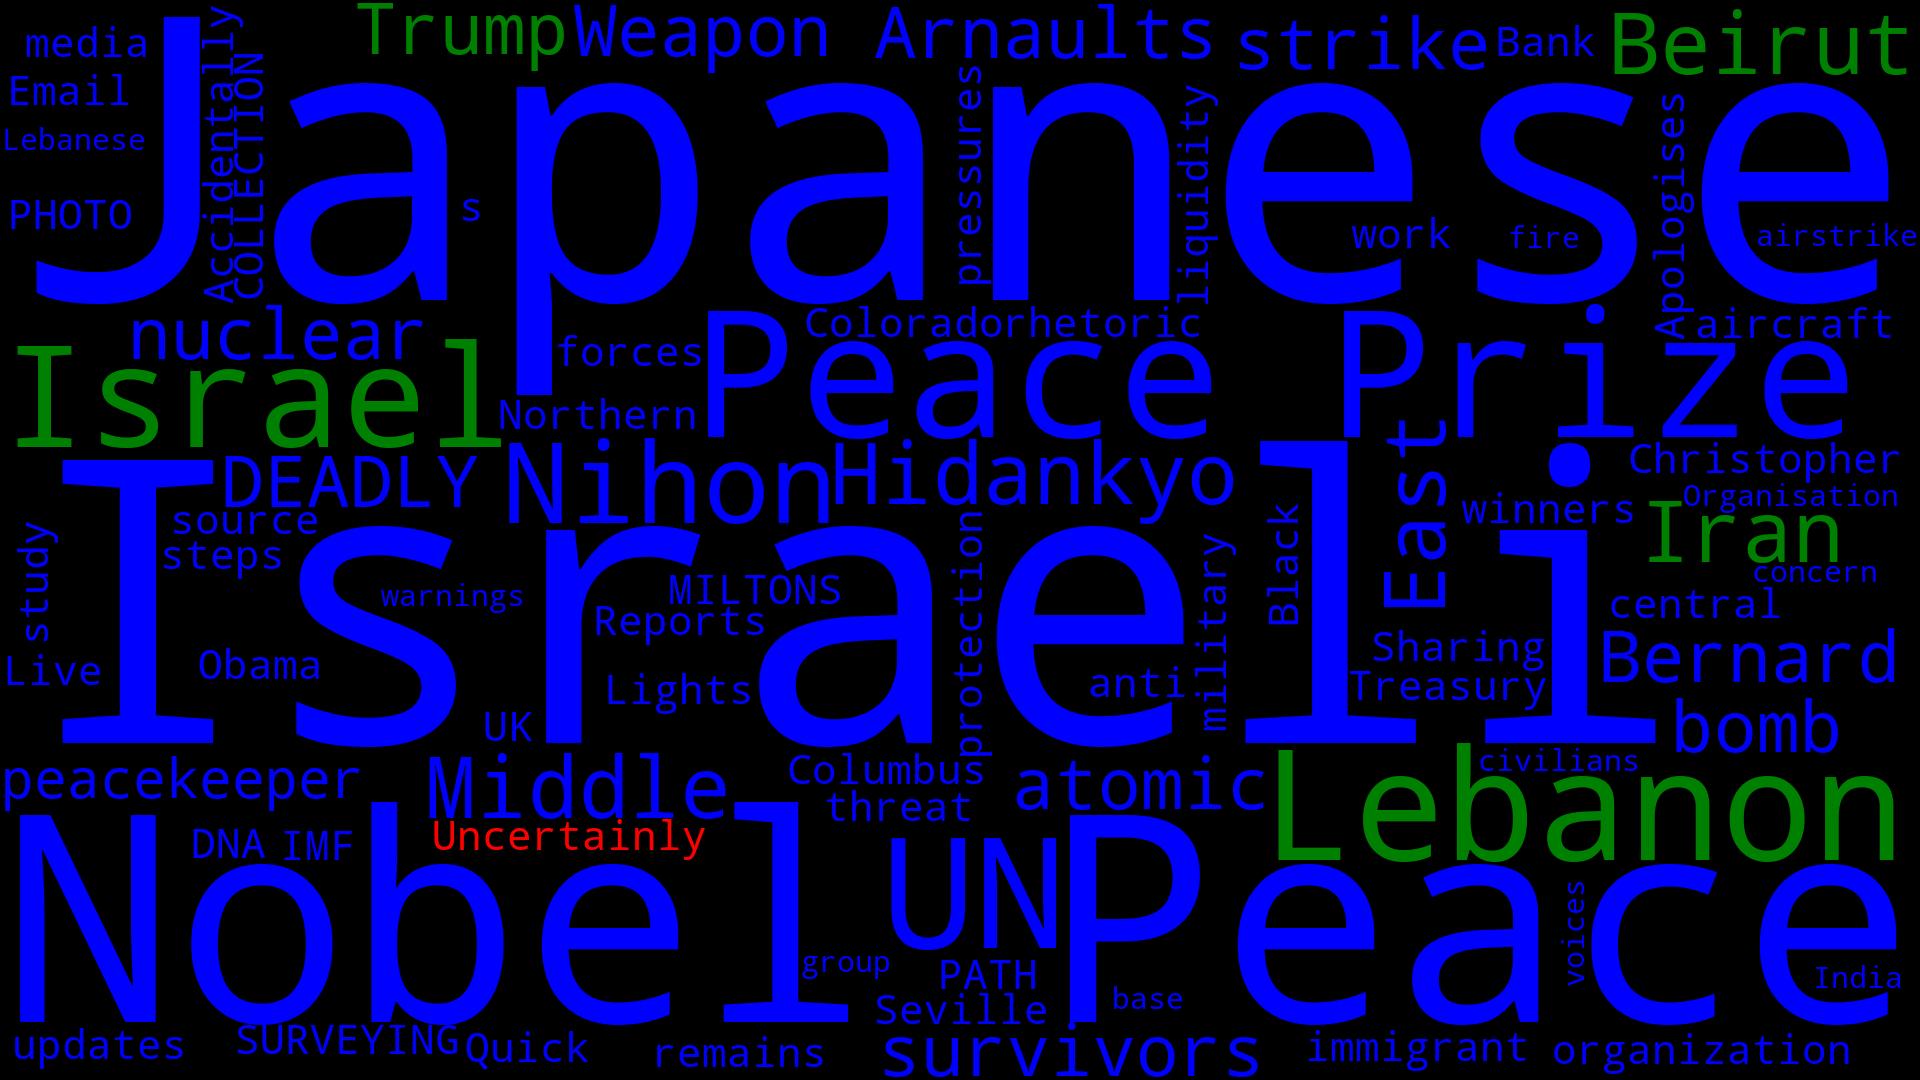 Trump
Weapon
Arnaults
strike
Bank
Beirut
media
Email
Lebanese
PHOTO
Accidentally
COLLECTION
Japanese
s
pressures
liquidity
work
fire
Apologises
airstrike
nuclear
forces
Coloradorhetoric
aircraft
Israel
Northern
Peace
Prize
DEADLY
Nihon
Hidankyo
East
Christopher
Organisation
winners
Iran
concern
source
steps
study
warnings
MILTONS
Reports
protection
military
Black
central
Israeli
Live
Obama
Lights
anti
Sharing
Treasury
Bernard
UK
bomb
peacekeeper
Middle
Columbus
threat
atomic
civilians
Lebanon
Uncertainly
DNA
IMF
Nobel
UN
Peace
group
PATH
Seville
base
voices
India
updates
SURVEYING
Quick
remains
survivors
immigrant
organization